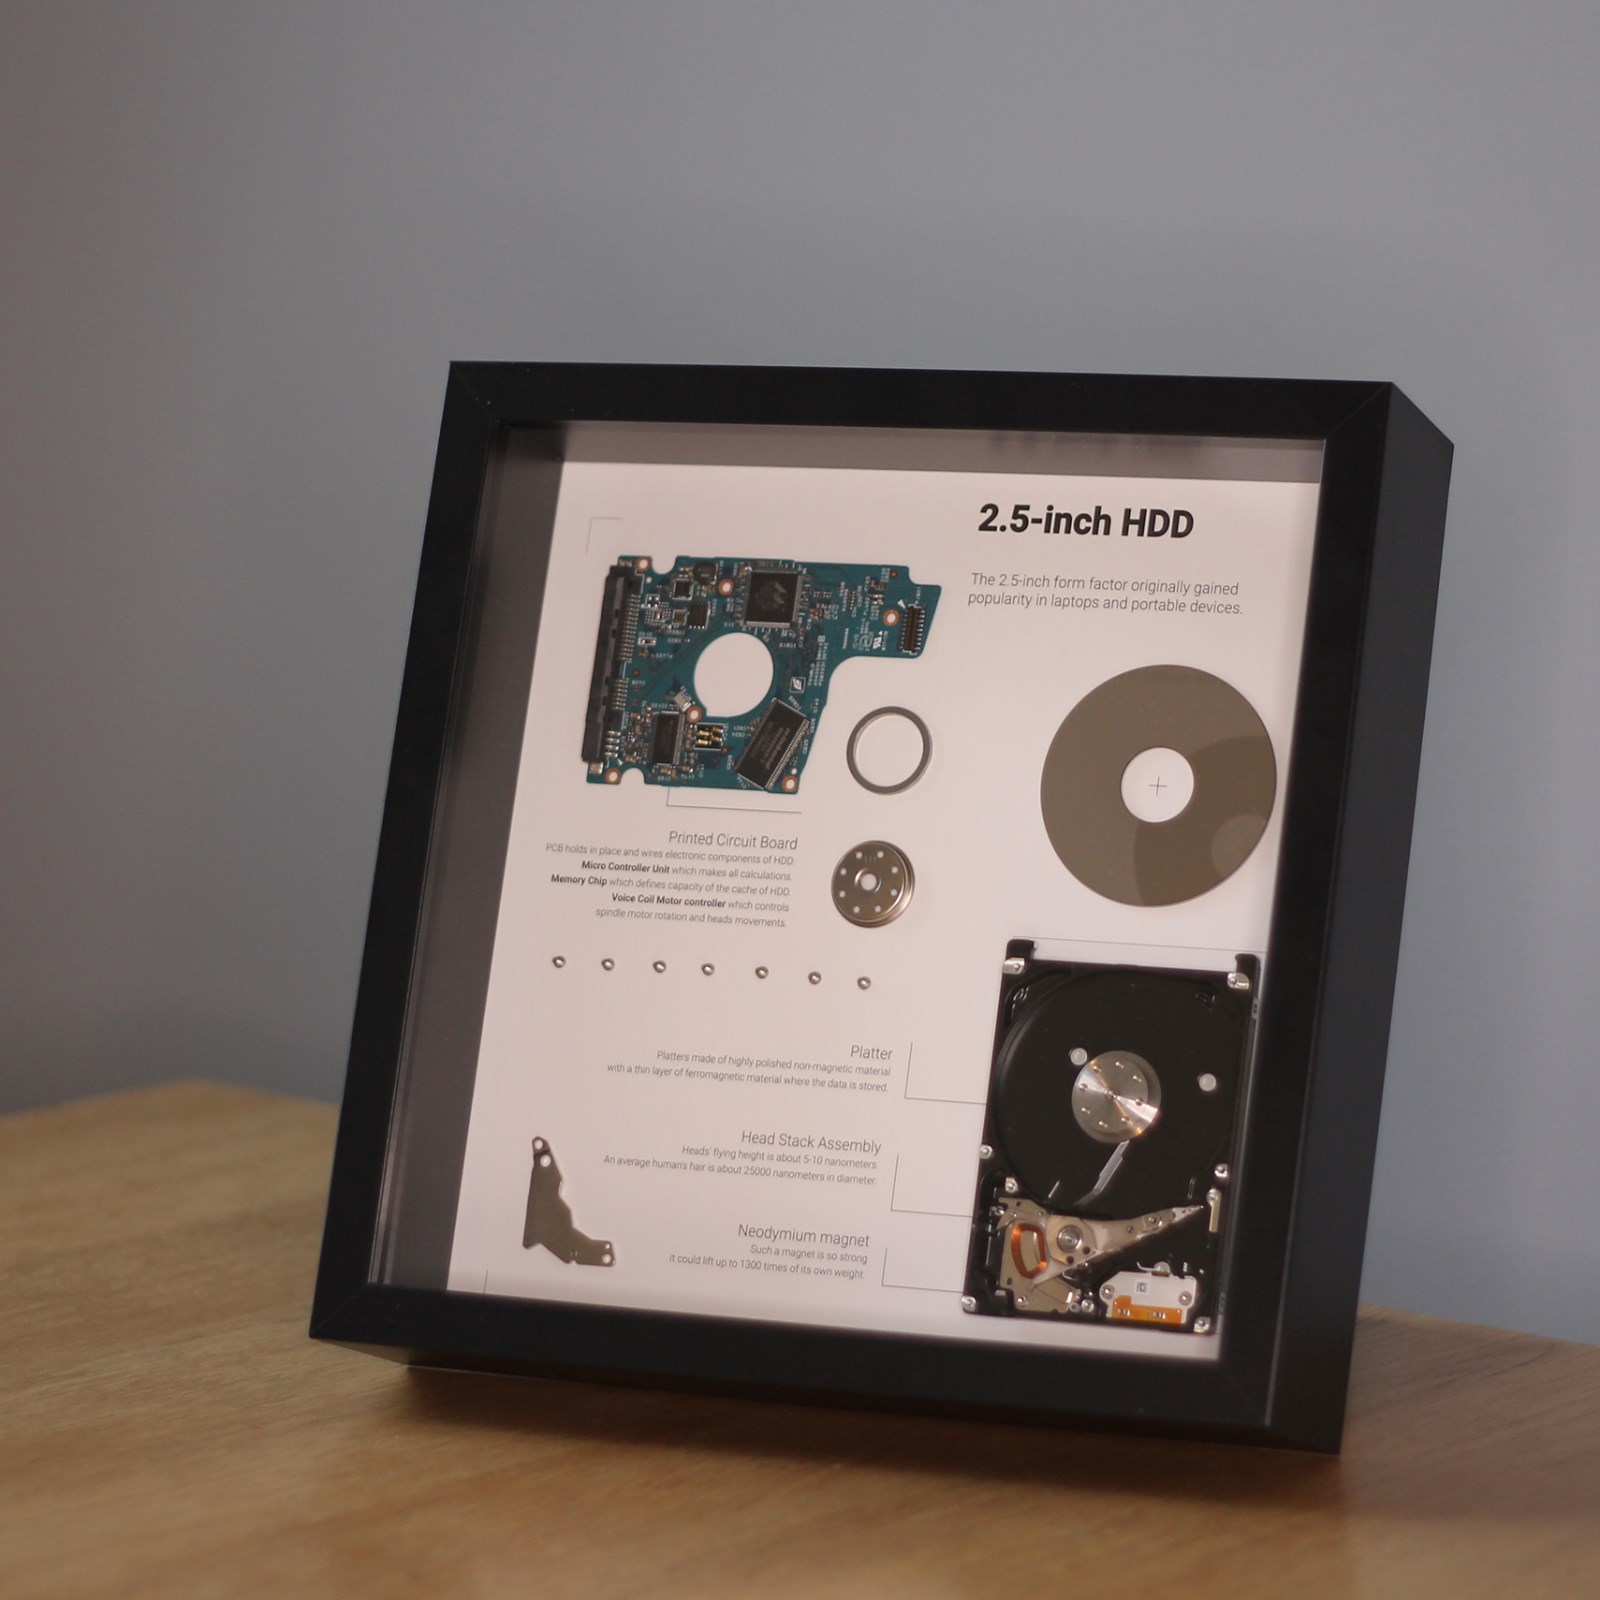 2.5-inch HDD
The 2.5-inch form factor originally gained
popularity in laptops and portable devices.
Printed Circuit Board
PCB holds in place and wires electronic components of HDD.
Micro Controller Unit which makes all calculations.
Memory Chip which defines capacity of the cache of HDD.
Voice Coil Motor controller which controls
spindle motor rotation and heads movements.
Platter
Platters made of highly polished non-magnetic material
with a thin layer of ferromagnetic material where the data is stored.
Head Stack Assembly
Heads' flying height is about 5-10 nanometers.
An average human's hair is about 25000 nanometers in diameter.
Neodymium magnet
Such a magnet is so strong
it could lift up to 1300 times of its own weight.